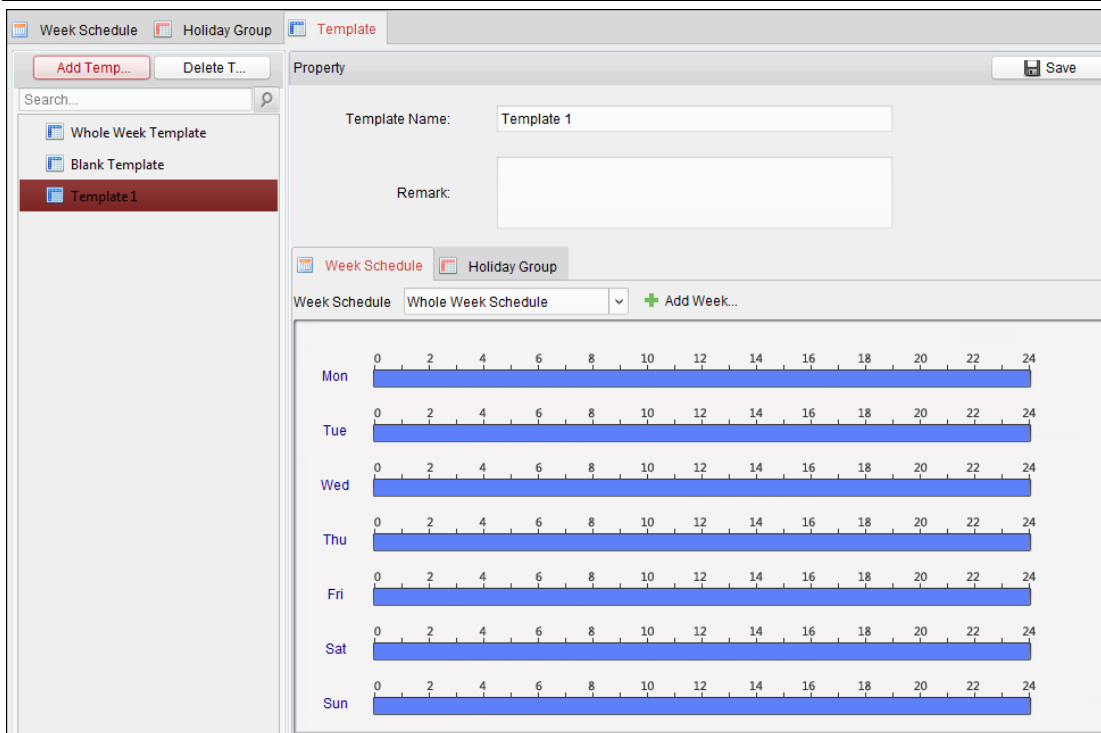 Week Schedule Holiday Group Template
Add Temp... Delete T... Property Save
Search...
Whole Week Template
Blank Template
Template 1
Template Name: Template 1
Remark:
Week Schedule Holiday Group
Week Schedule Whole Week Schedule Add Week...
0 2 4 6 8 10 12 14 16 18 20 22 24
Mon
0 2 4 6 8 10 12 14 16 18 20 22 24
Tue
0 2 4 6 8 10 12 14 16 18 20 22 24
Wed
0 2 4 6 8 10 12 14 16 18 20 22 24
Thu
0 2 4 6 8 10 12 14 16 18 20 22 24
Fri
0 2 4 6 8 10 12 14 16 18 20 22 24
Sat
0 2 4 6 8 10 12 14 16 18 20 22 24
Sun